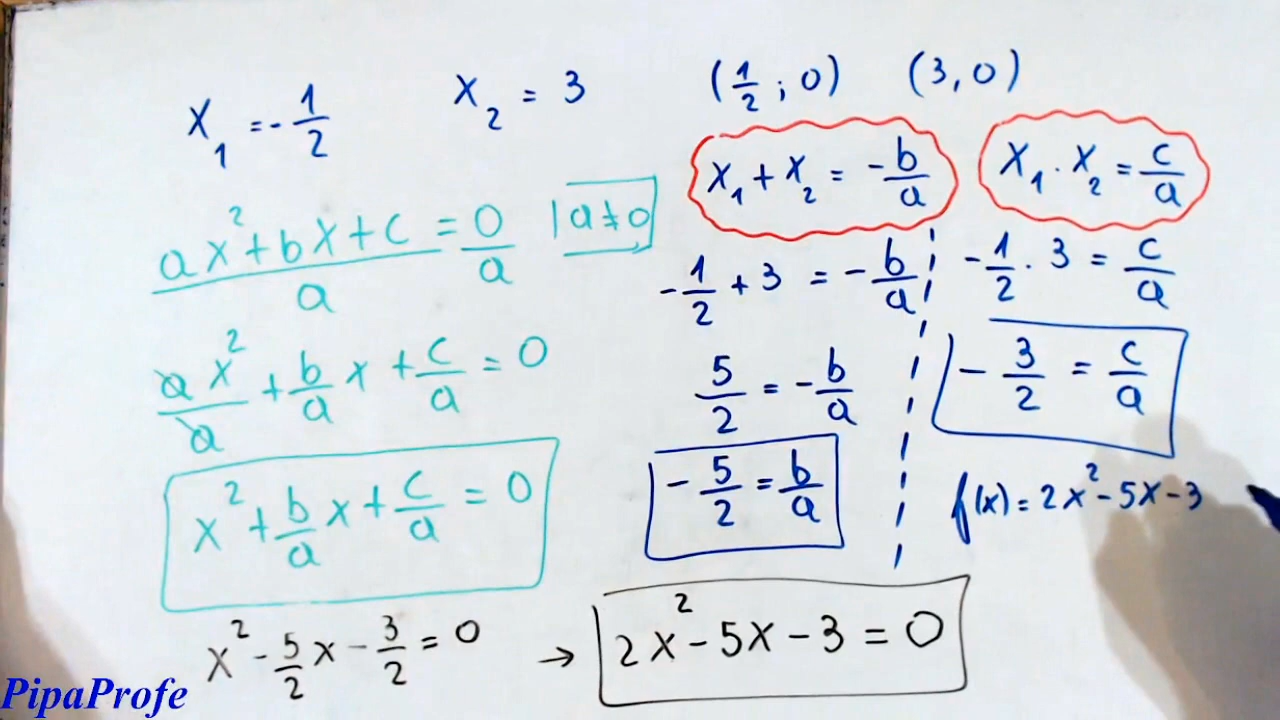 x₁ = -1/2
x₂ = 3
(1/2 ; 0) (3, 0)
x₁ + x₂ = -b/a
x₁ · x₂ = c/a
(ax² + bx + c)/a = 0/a | a ≠ 0
-1/2 + 3 = -b/a
-1/2 · 3 = c/a
ax²/a + b/a x + c/a = 0
5/2 = -b/a
-3/2 = c/a
x² + b/a x + c/a = 0
-5/2 = b/a
f(x) = 2x² - 5x - 3
x² - 5/2 x - 3/2 = 0 → 2x² - 5x - 3 = 0
PipaProfe